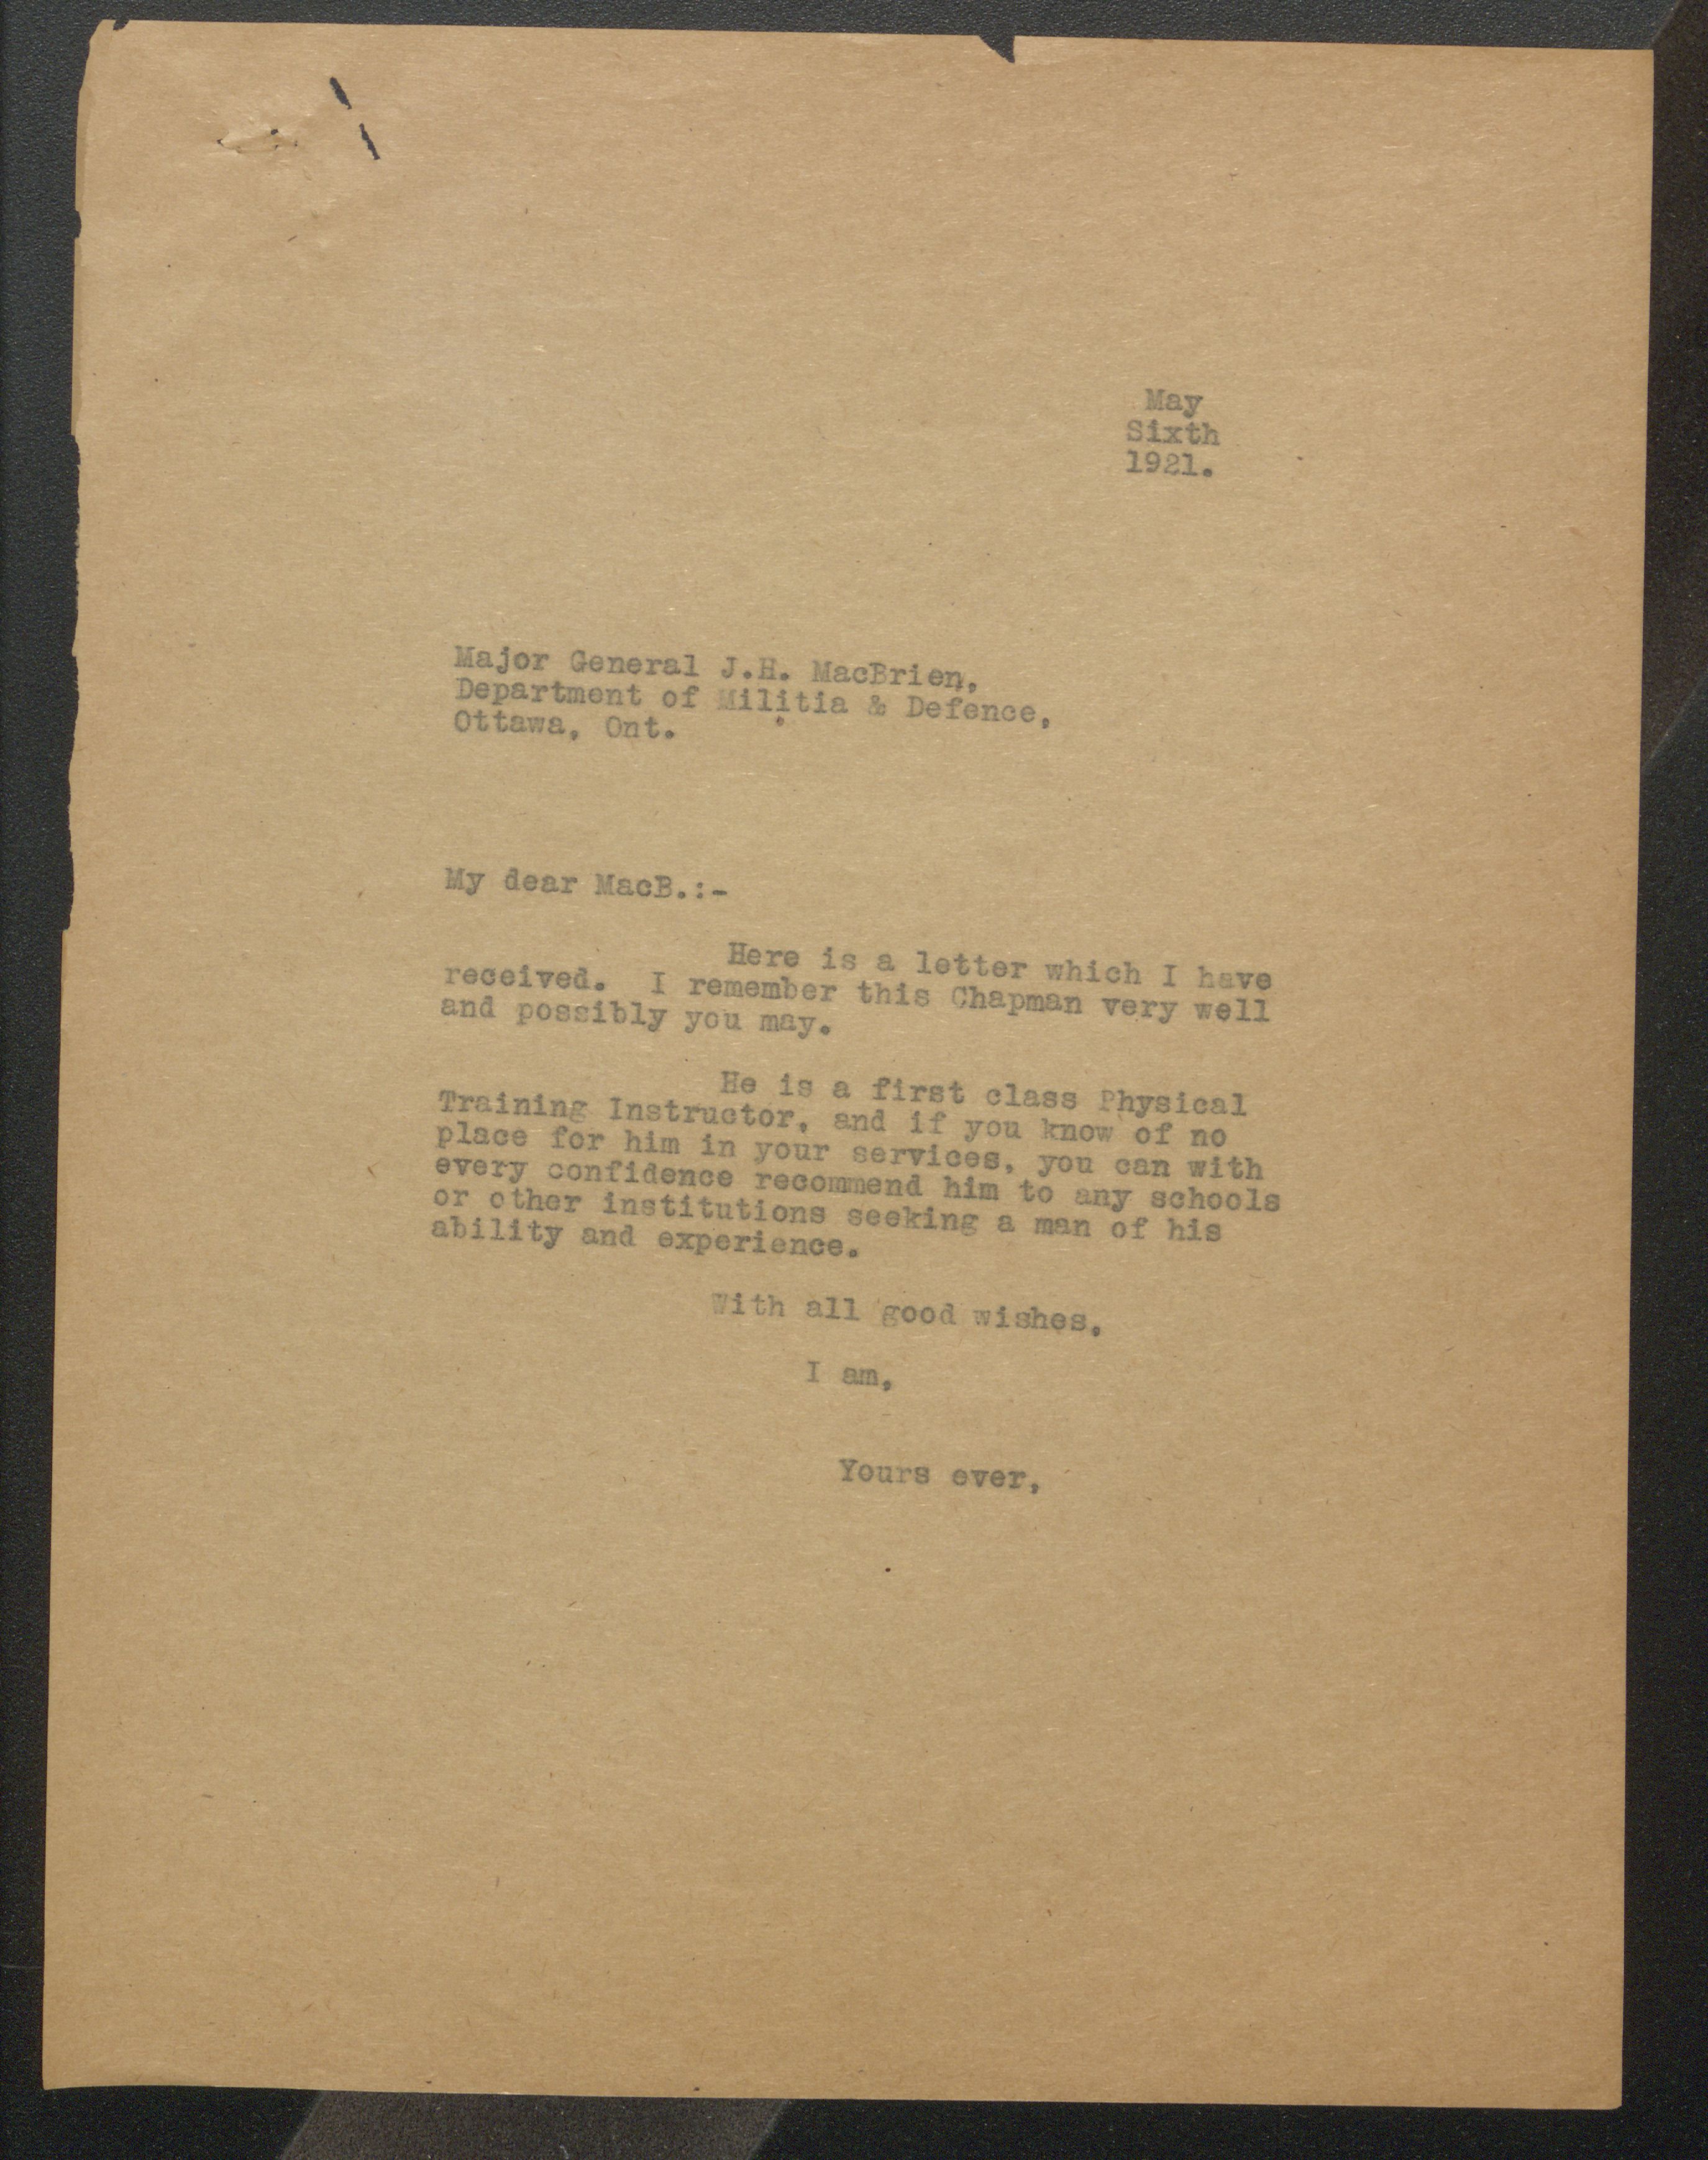 May
Sixth
1921.
Major General J.H. MacBrien,
Department of Militia & Defence,
Ottawa, Ont.
My dear MacB.:-
Here is a letter which I have
received. I remember this Chapman very well
and possibly you may.
He is a first class Physical
Training Instructor, and if you know of no
place for him in your services, you can with
every confidence recommend him to any schools
or other institutions seeking a man of his
ability and experience.
With all good wishes,
I am,
Yours ever,